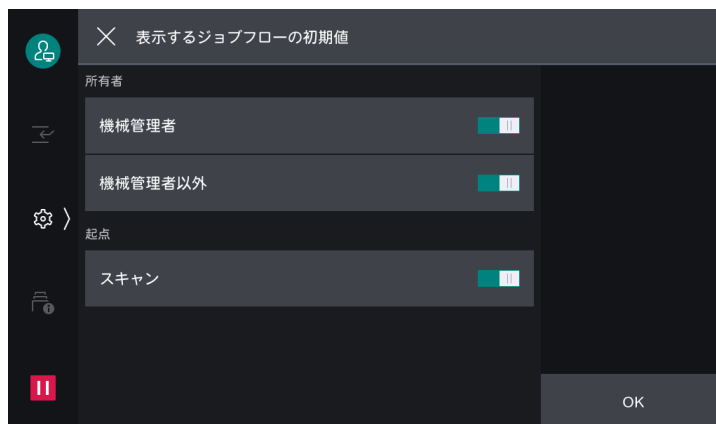 表示するジョブフローの初期値
所有者
機械管理者
機械管理者以外
起点
スキャン
OK